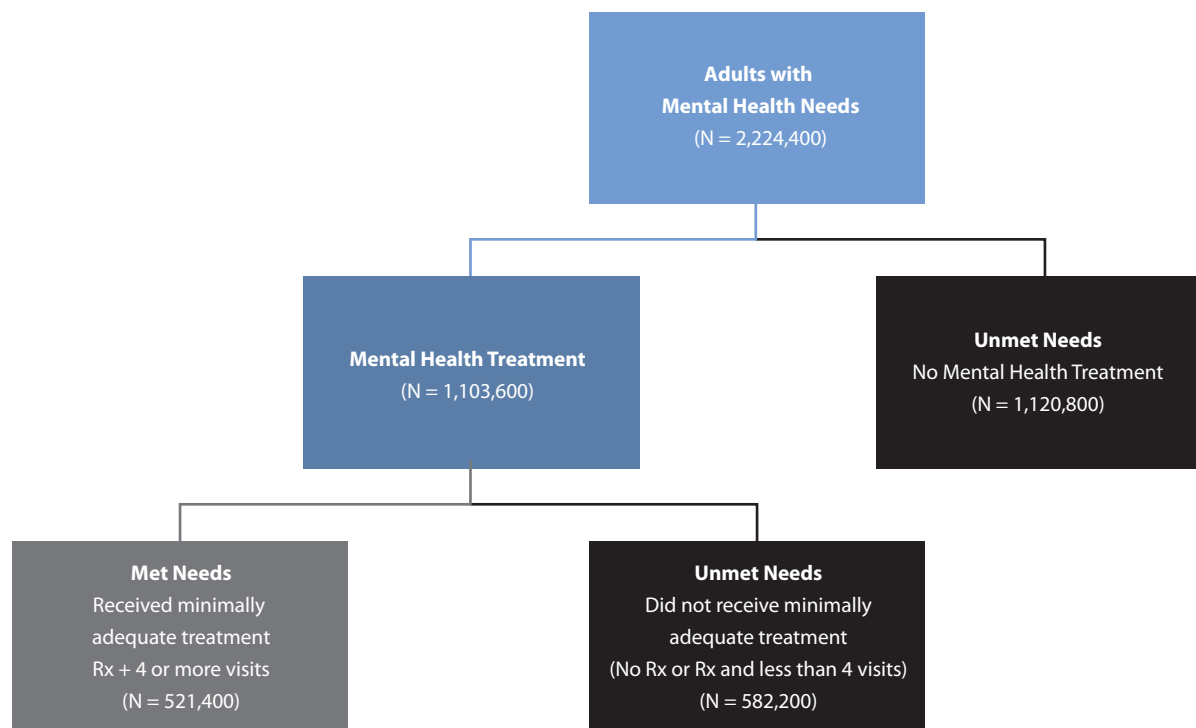 Adults with
Mental Health Needs
(N = 2,224,400)
Mental Health Treatment
(N = 1,103,600)
Unmet Needs
No Mental Health Treatment
(N = 1,120,800)
Met Needs
Received minimally
adequate treatment
Rx + 4 or more visits
(N = 521,400)
Unmet Needs
Did not receive minimally
adequate treatment
(No Rx or Rx and less than 4 visits)
(N = 582,200)